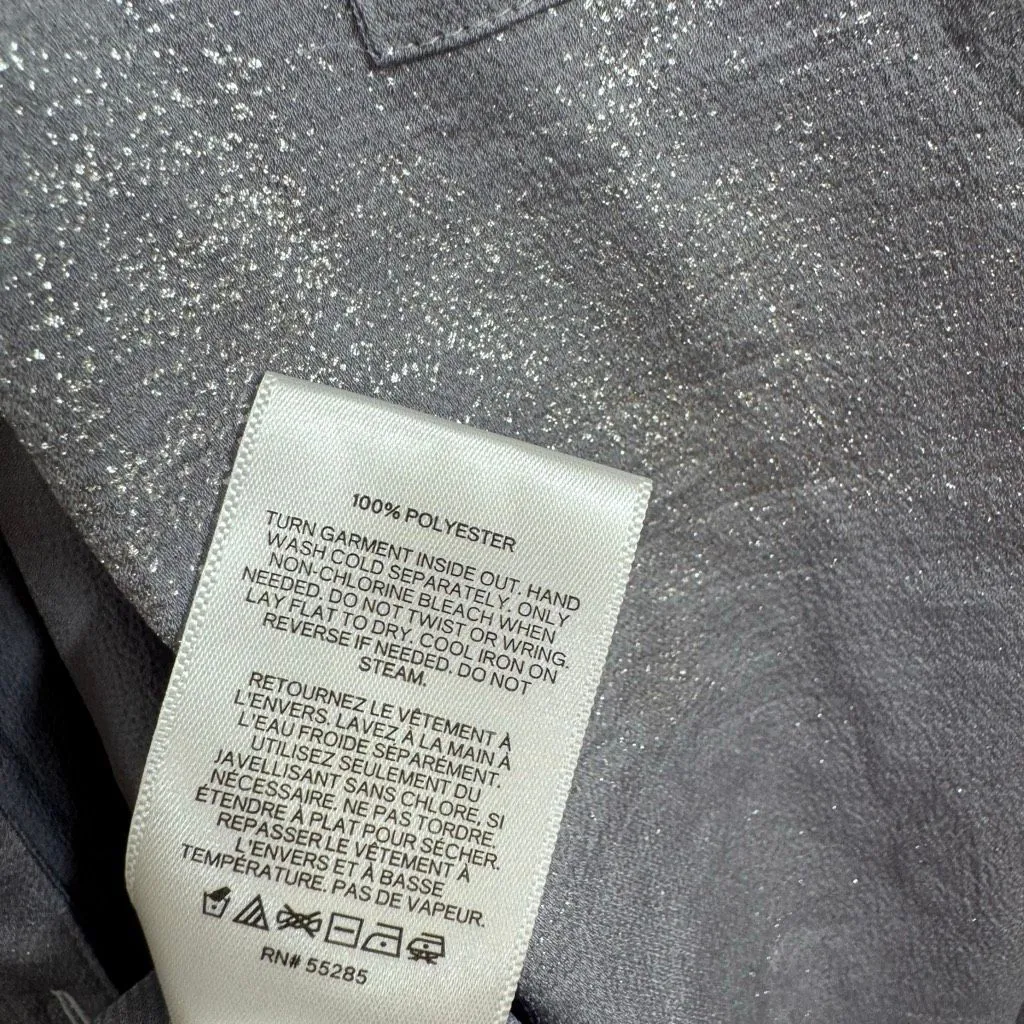 100% POLYESTER
TURN GARMENT INSIDE OUT. HAND
WASH COLD SEPARATELY. ONLY
NON-CHLORINE BLEACH WHEN
NEEDED. DO NOT TWIST OR WRING.
LAY FLAT TO DRY. COOL IRON ON
REVERSE IF NEEDED. DO NOT
STEAM.
RETOURNEZ LE VÊTEMENT À
L'ENVERS. LAVEZ À LA MAIN À
L'EAU FROIDE SÉPARÉMENT.
UTILISEZ SEULEMENT DU
JAVELLISANT SANS CHLORE, SI
NÉCESSAIRE. NE PAS TORDRE.
ÉTENDRE À PLAT POUR SÉCHER.
REPASSER LE VÊTEMENT À
L'ENVERS ET À BASSE
TEMPÉRATURE. PAS DE VAPEUR.
RN# 55285